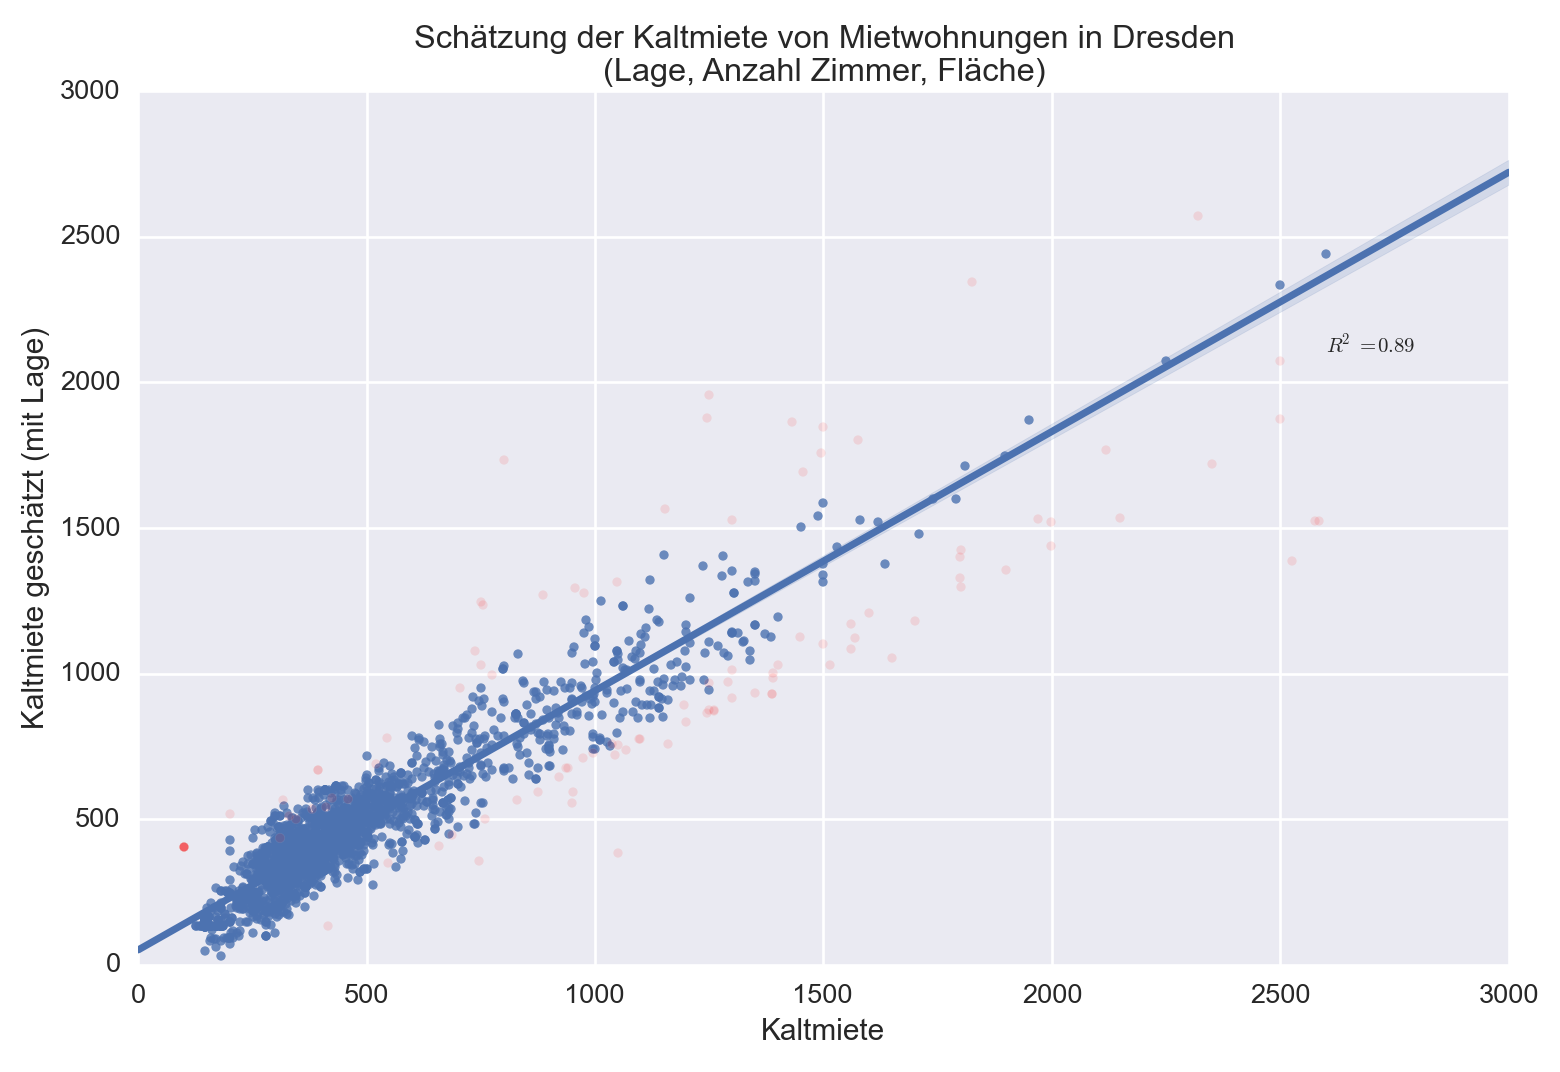 Schätzung der Kaltmiete von Mietwohnungen in Dresden
(Lage, Anzahl Zimmer, Fläche)
3000
2500
2000
1500
1000
500
0
Kaltmiete geschätzt (mit Lage)
R² =0.89
0 500 1000 1500 2000 2500 3000
Kaltmiete